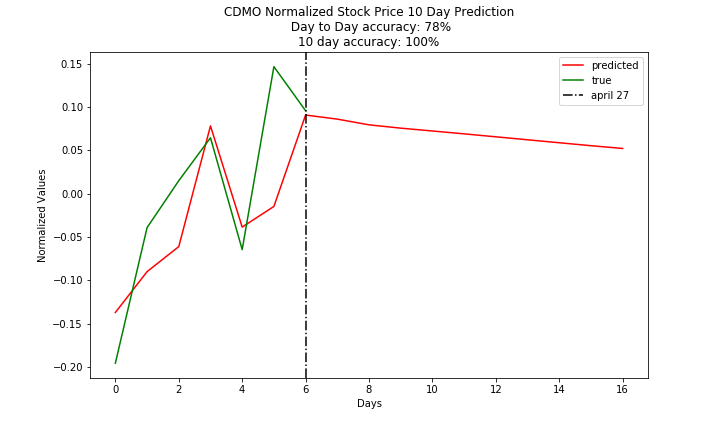 CDMO Normalized Stock Price 10 Day Prediction
Day to Day accuracy: 78%
10 day accuracy: 100%
predicted
true
april 27
0.15
0.10
0.05
0.00
−0.05
−0.10
−0.15
−0.20
Normalized Values
0 2 4 6 8 10 12 14 16
Days